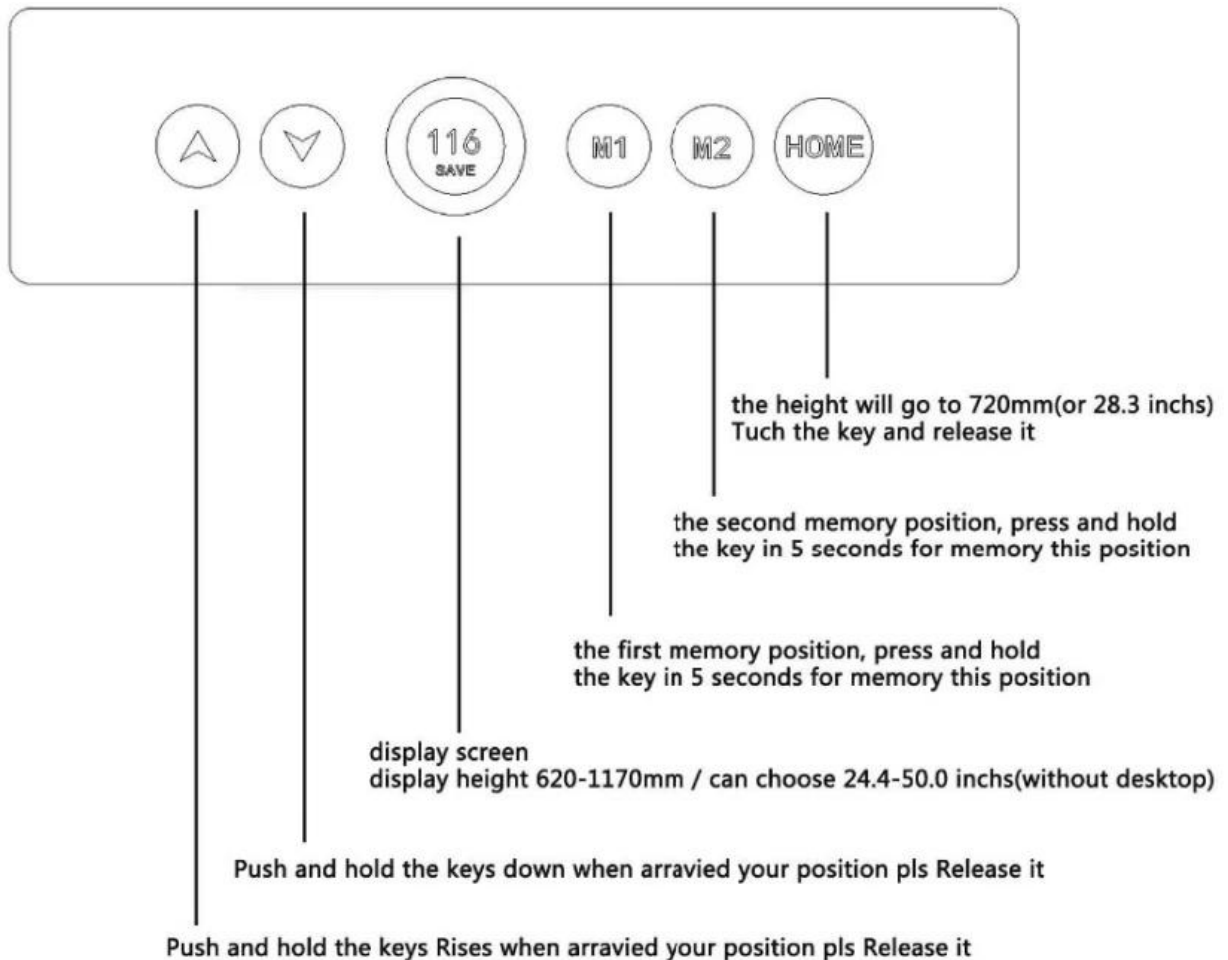 116
SAVE
M1
M2
HOME
the height will go to 720mm(or 28.3 inchs)
Tuch the key and release it
the second memory position, press and hold
the key in 5 seconds for memory this position
the first memory position, press and hold
the key in 5 seconds for memory this position
display screen
display height 620-1170mm / can choose 24.4-50.0 inchs(without desktop)
Push and hold the keys down when arravied your position pls Release it
Push and hold the keys Rises when arravied your position pls Release it